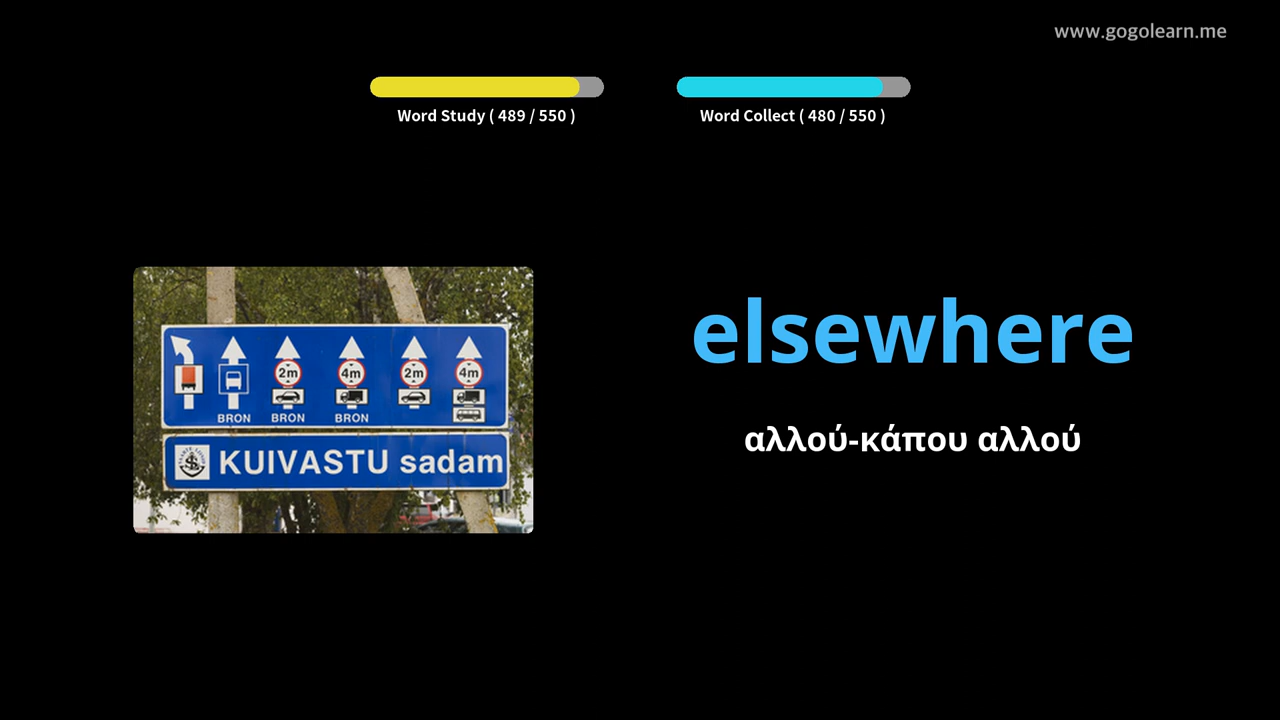 www.gogolearn.me
Word Study ( 489 / 550 )
Word Collect ( 480 / 550 )
elsewhere
αλλού-κάπου αλλού
2m 4m 2m 4m
BRON BRON BRON
KUIVASTU sadam